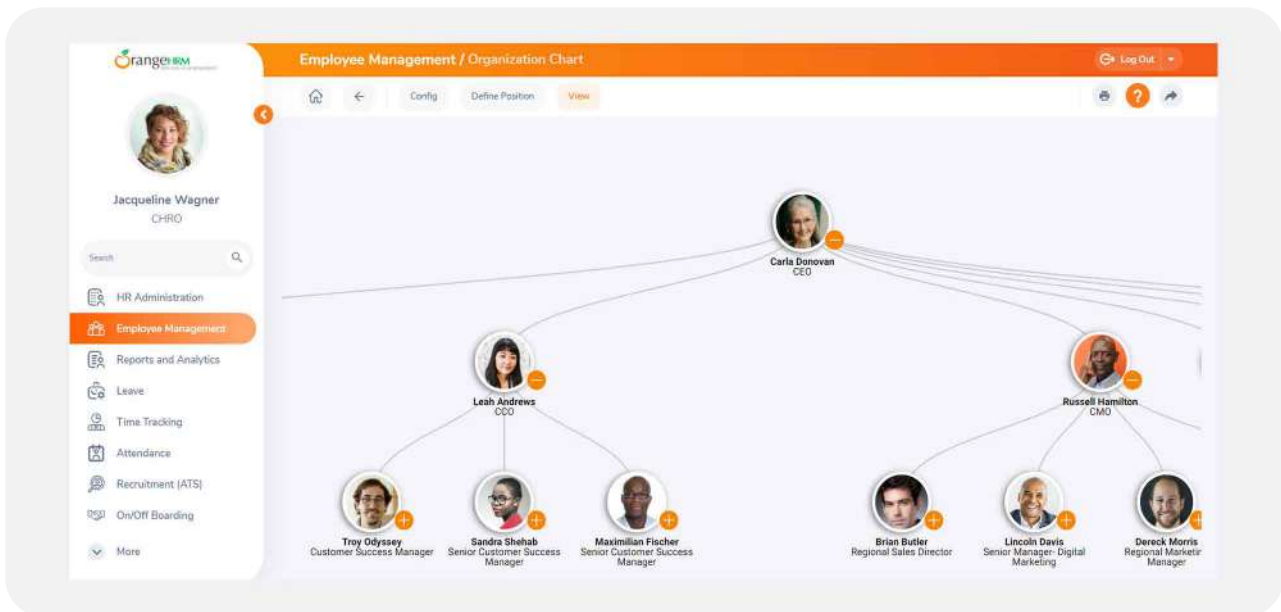 OrangeHRM
Employee Management / Organization Chart
Log Out
Config
Define Position
View
?
Jacqueline Wagner
CHRO
Search
HR Administration
Employee Management
Reports and Analytics
Leave
Time Tracking
Attendance
Recruitment (ATS)
On/Off Boarding
More
Carla Donovan
CEO
Leah Andrews
CCO
Russell Hamilton
CMO
Troy Odyssey
Customer Success Manager
Sandra Shehab
Senior Customer Success
Manager
Maximilian Fischer
Senior Customer Success
Manager
Brian Butler
Regional Sales Director
Lincoln Davis
Senior Manager- Digital
Marketing
Dereck Morris
Regional Marketin
Manager